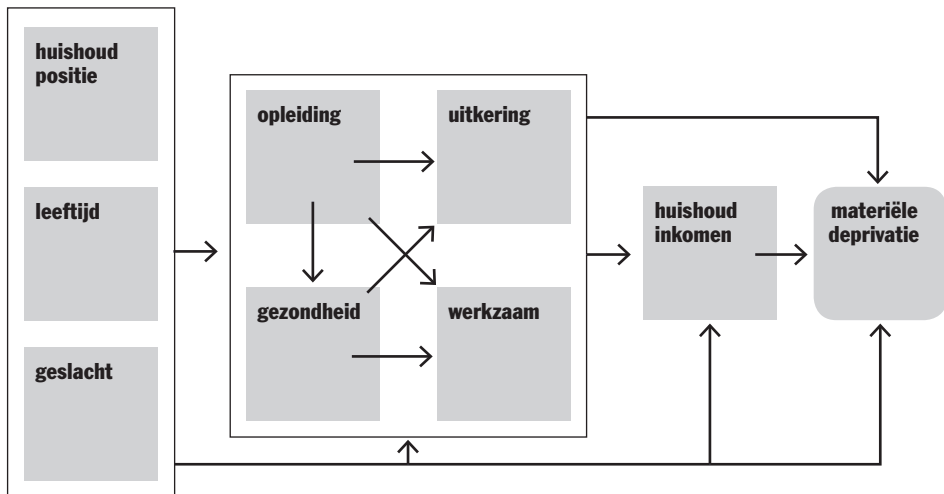 huishoud
positie
leeftijd
geslacht
opleiding
uitkering
gezondheid
werkzaam
huishoud
inkomen
materiële
deprivatie